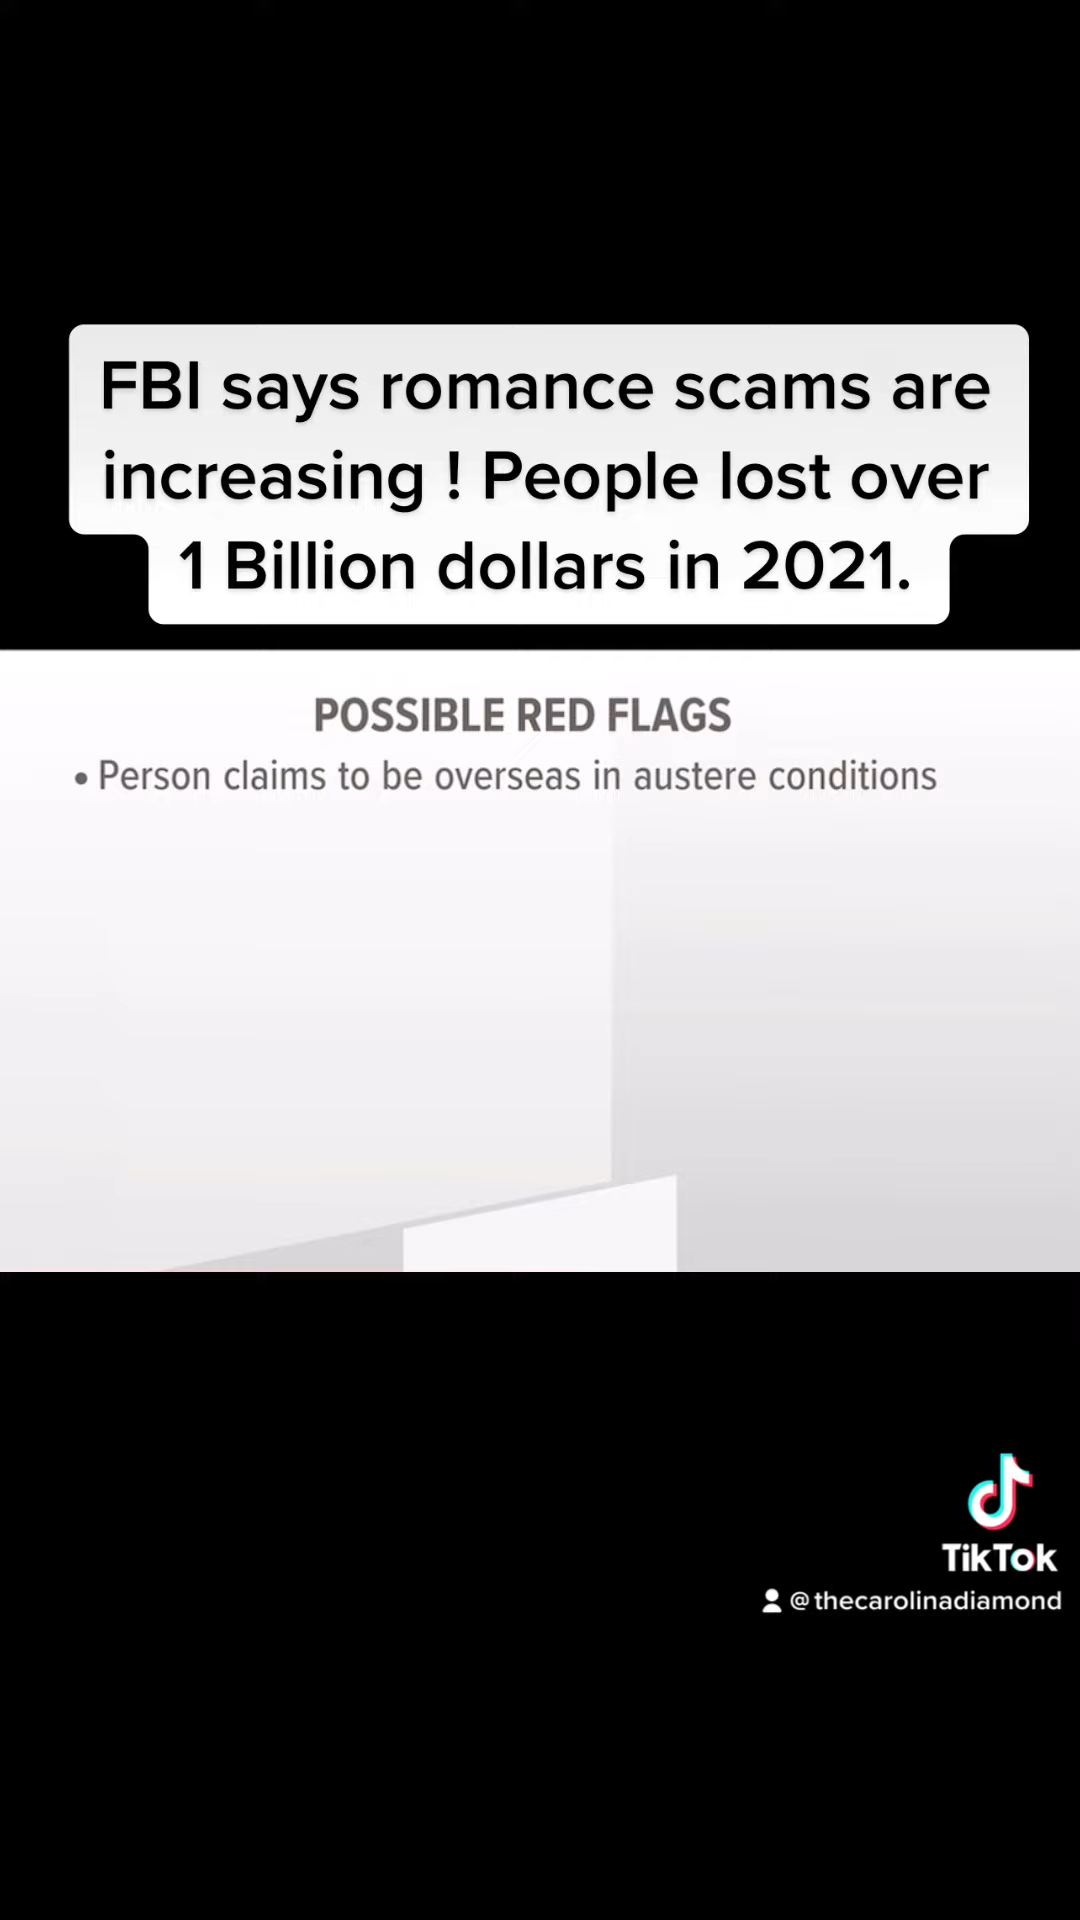 FBI says romance scams are
increasing ! People lost over
1 Billion dollars in 2021.
POSSIBLE RED FLAGS
• Person claims to be overseas in austere conditions
TikTok
@thecarolinadiamond